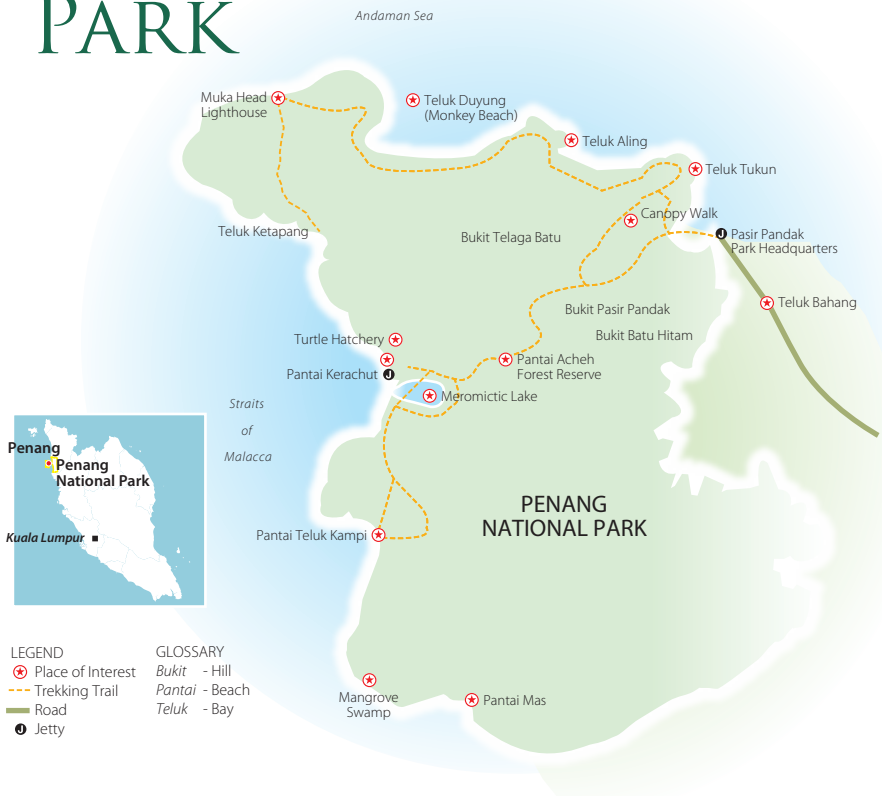 PARK
Andaman Sea
Muka Head
Lighthouse
Teluk Duyung
(Monkey Beach)
Teluk Aling
Teluk Tukun
Canopy Walk
Teluk Ketapang
Bukit Telaga Batu
J Pasir Pandak
Park Headquarters
Teluk Bahang
Bukit Pasir Pandak
Bukit Batu Hitam
Turtle Hatchery
Pantai Acheh
Forest Reserve
Pantai Kerachut J
Meromictic Lake
Straits
of
Malacca
Penang
Penang
National Park
Kuala Lumpur
PENANG
NATIONAL PARK
Pantai Teluk Kampi
Mangrove
Swamp
Pantai Mas
LEGEND
Place of Interest
Trekking Trail
Road
J Jetty
GLOSSARY
Bukit - Hill
Pantai - Beach
Teluk - Bay